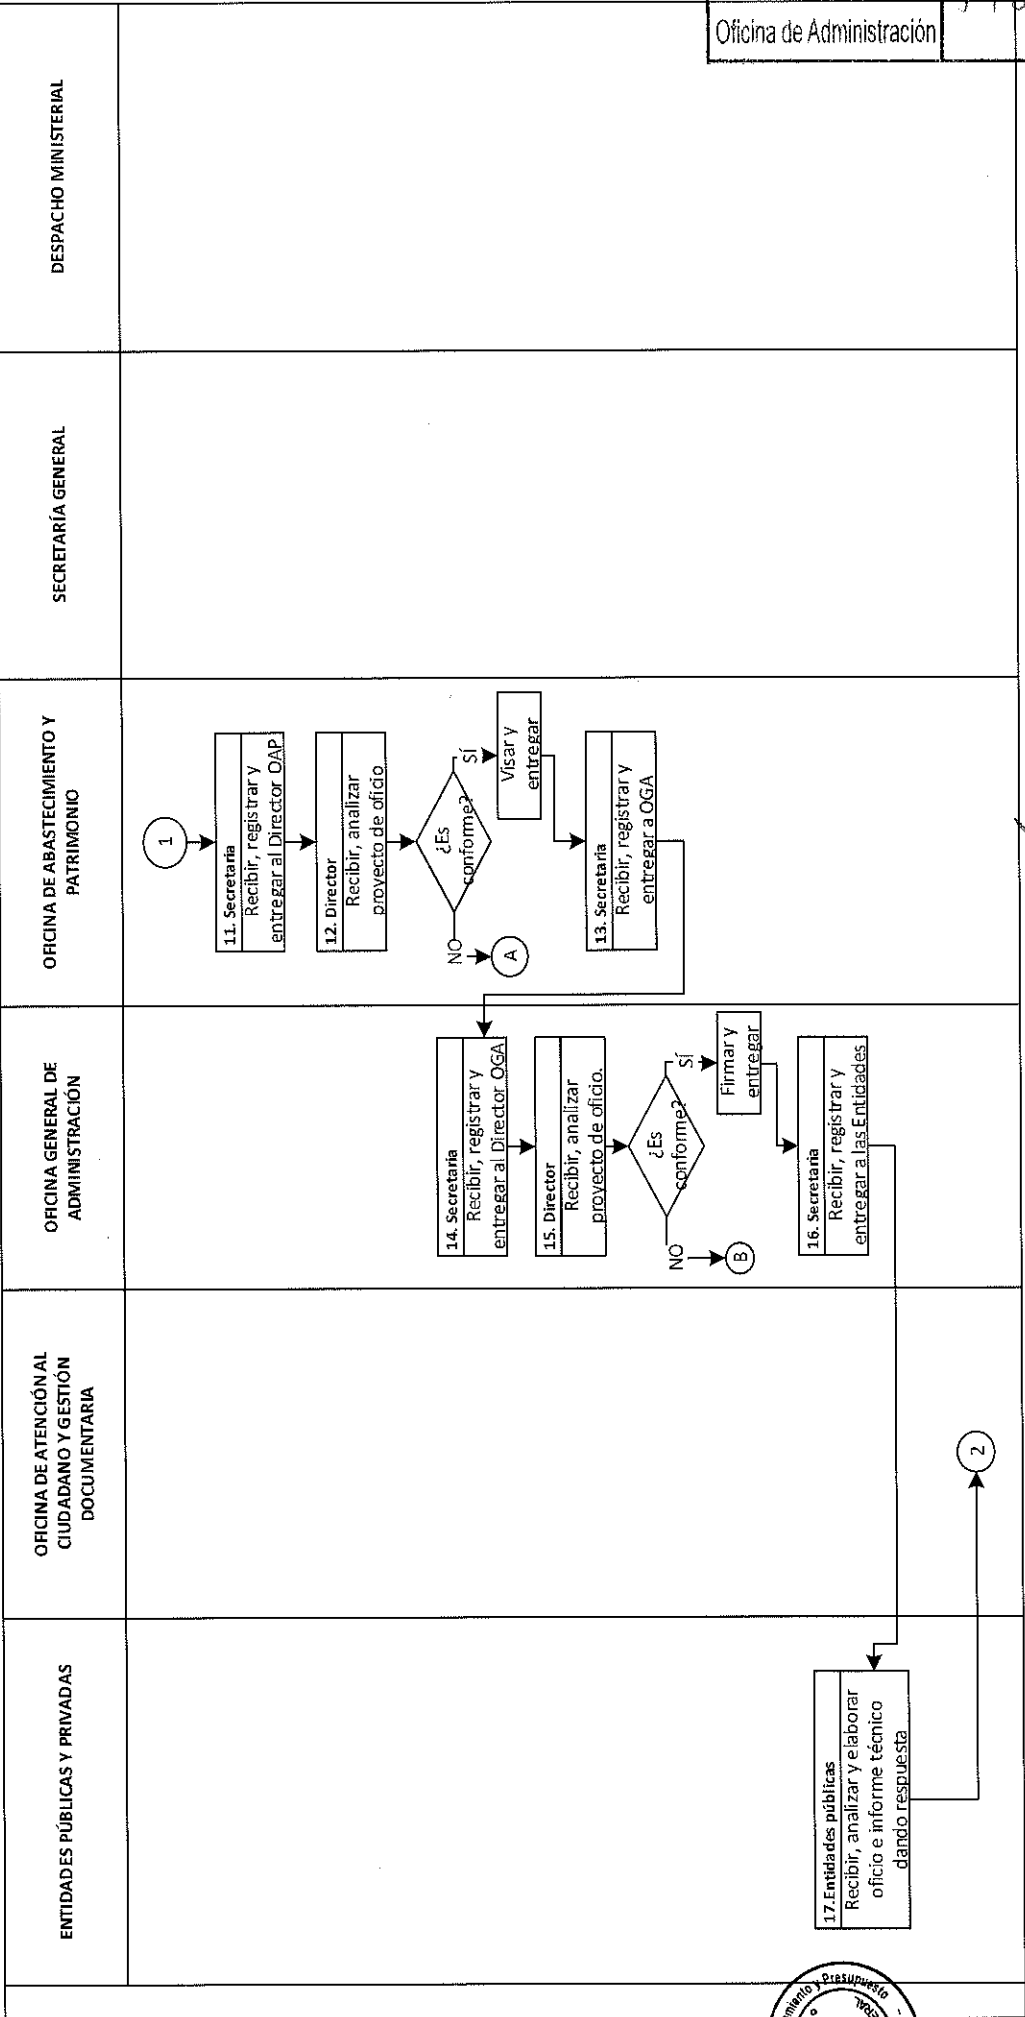 Oficina de Administración
ENTIDADES PÚBLICAS Y PRIVADAS
OFICINA DE ATENCIÓN AL
CIUDADANO Y GESTIÓN
DOCUMENTARIA
OFICINA GENERAL DE
ADMINISTRACIÓN
OFICINA DE ABASTECIMIENTO Y
PATRIMONIO
SECRETARÍA GENERAL
DESPACHO MINISTERIAL
1
11. Secretaria
Recibir, registrar y
entregar al Director OAP
12. Director
Recibir, analizar
proyecto de oficio
¿Es
conforme?
NO
SÍ
A
Visar y
entregar
13. Secretaria
Recibir, registrar y
entregar a OGA
14. Secretaria
Recibir, registrar y
entregar al Director OGA
15. Director
Recibir, analizar
proyecto de oficio.
¿Es
conforme?
NO
SÍ
B
Firmar y
entregar
16. Secretaria
Recibir, registrar y
entregar a las Entidades
17.Entidades públicas
Recibir, analizar y elaborar
oficio e informe técnico
dando respuesta
2
y Presupuesto